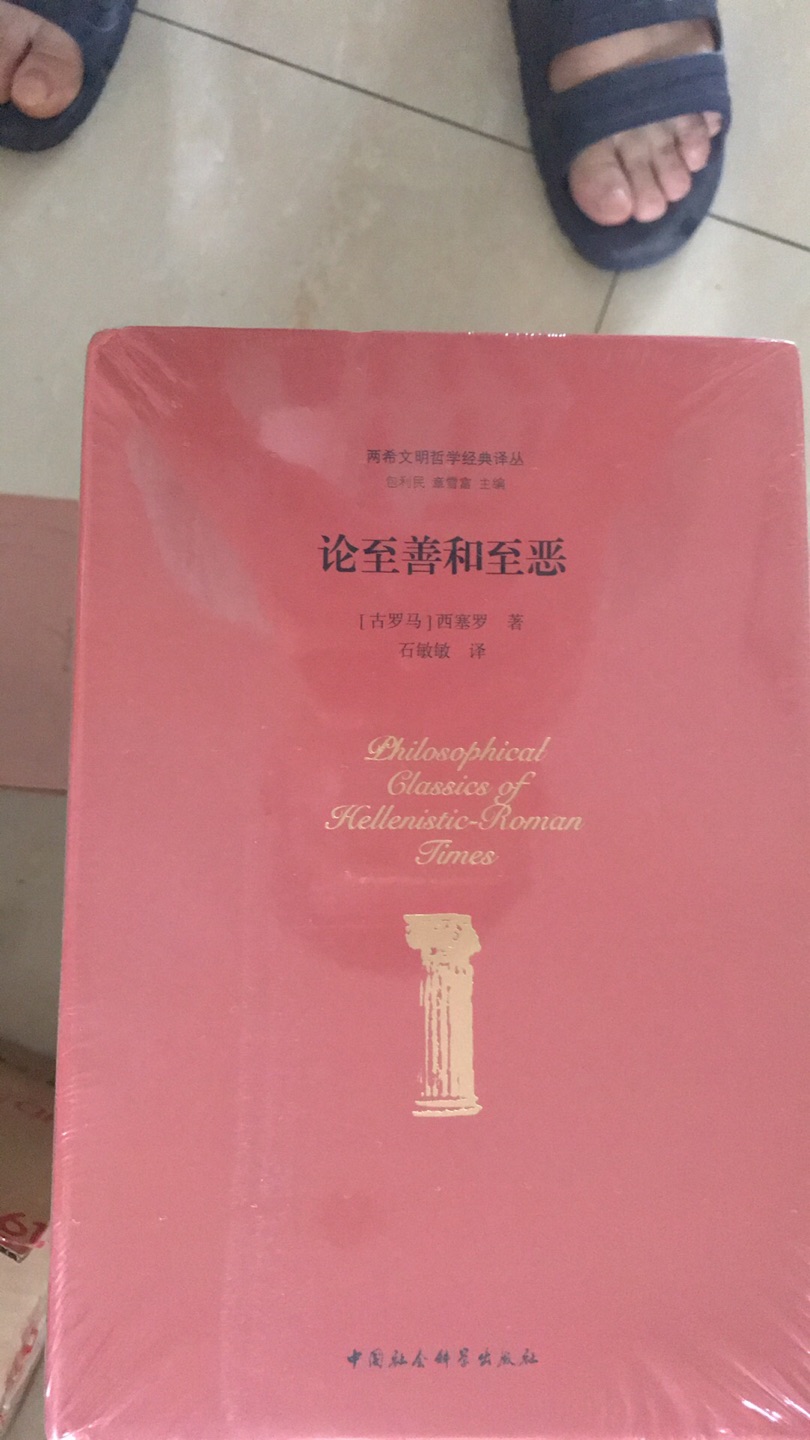 两希文明哲学经典译丛
包利民 章雪富 主编
论至善和至恶
[古罗马]西塞罗 著
石敏敏 译
Philosophical
Classics of
Hellenistic-Roman
Times
中国社会科学出版社
61